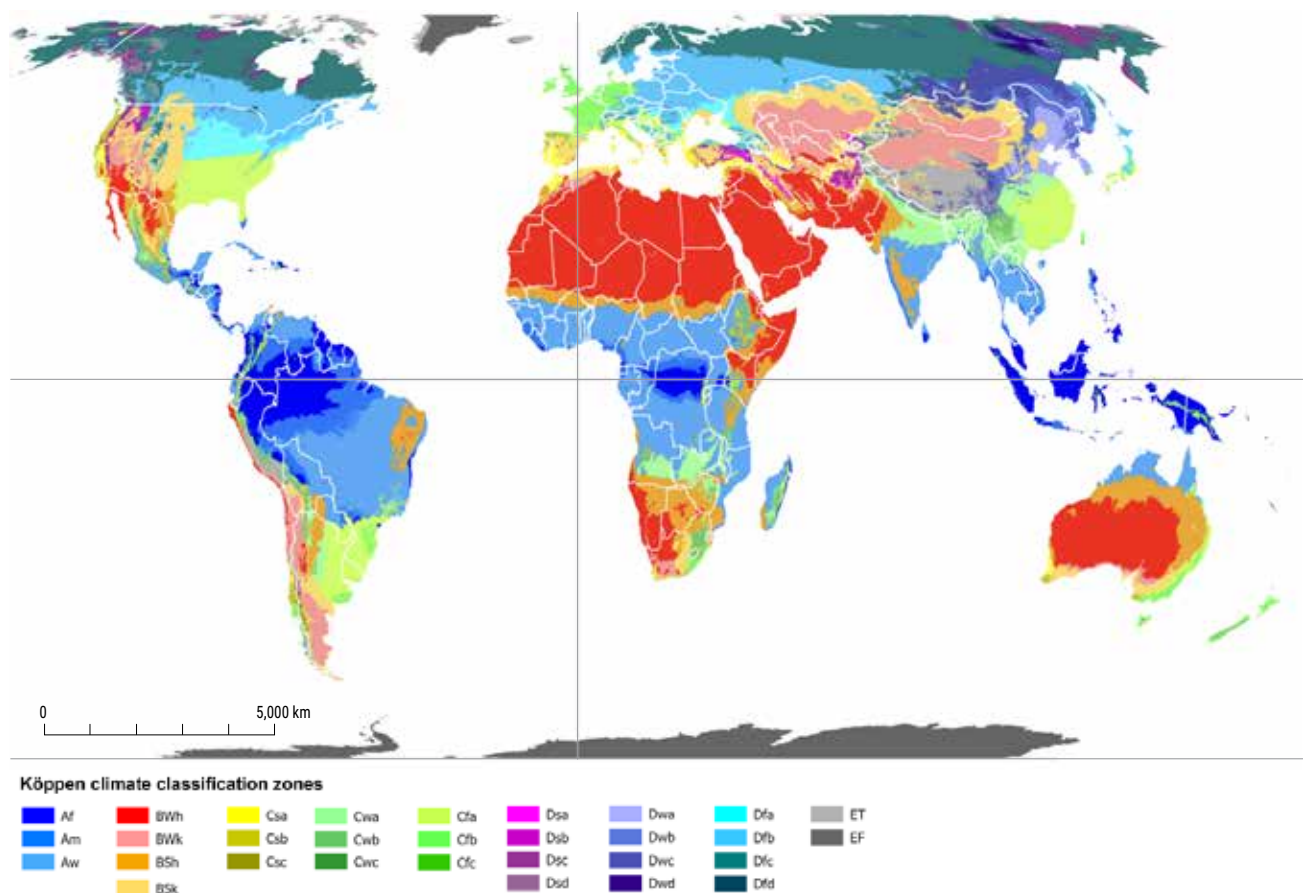 0 5,000 km
Köppen climate classification zones
Af BWh Csa Cwa Cfa Dsa Dwa Dfa ET
Am BWk Csb Cwb Cfb Dsb Dwb Dfb EF
Aw BSh Csc Cwc Cfc Dsc Dwc Dfc
BSk Dsd Dwd Dfd